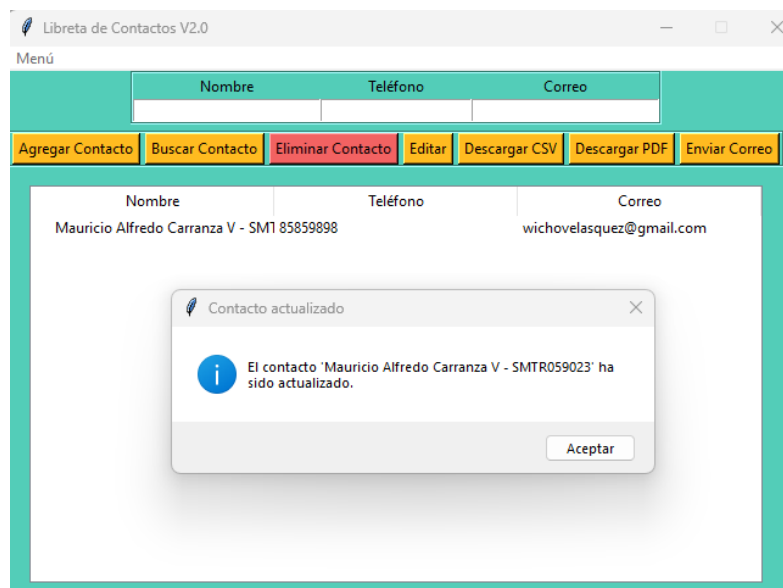 Libreta de Contactos V2.0
Menú
Nombre Teléfono Correo
Agregar Contacto Buscar Contacto Eliminar Contacto Editar Descargar CSV Descargar PDF Enviar Correo
Nombre Teléfono Correo
Mauricio Alfredo Carranza V - SMT 85859898 wichovelasquez@gmail.com
Contacto actualizado
El contacto 'Mauricio Alfredo Carranza V - SMTR059023' ha
sido actualizado.
Aceptar